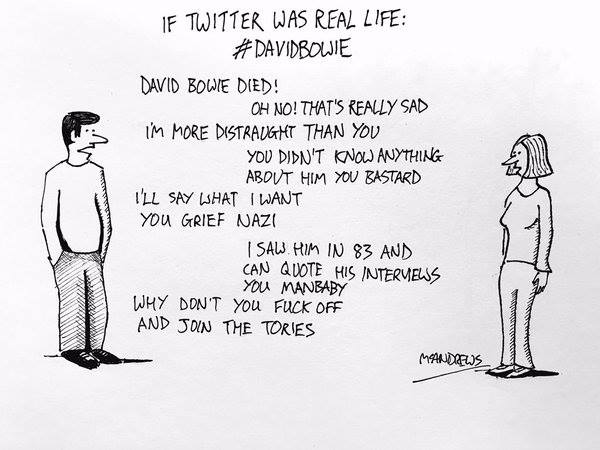 IF TWITTER WAS REAL LIFE:
#DAVIDBOWIE
DAVID BOWIE DIED!
OH NO! THAT'S REALLY SAD
I'M MORE DISTRAUGHT THAN YOU
YOU DIDN'T KNOW ANYTHING
ABOUT HIM YOU BASTARD
I'LL SAY WHAT I WANT
YOU GRIEF NAZI
I SAW HIM IN 83 AND
CAN QUOTE HIS INTERVIEWS
YOU MANBABY
WHY DON'T YOU FUCK OFF
AND JOIN THE TORIES
McANDREWS